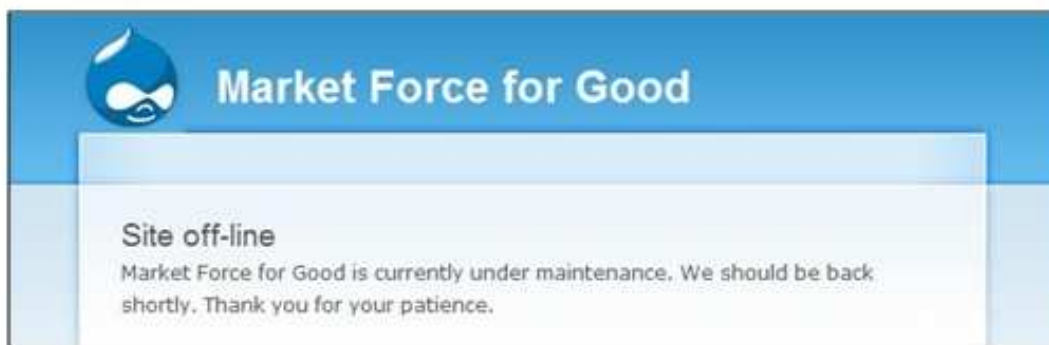 Market Force for Good
Site off-line
Market Force for Good is currently under maintenance. We should be back
shortly. Thank you for your patience.